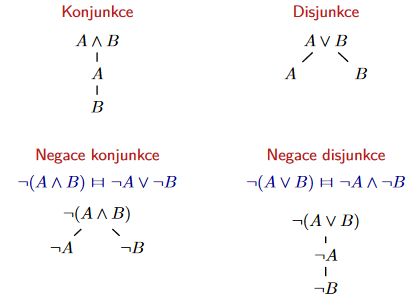 Konjunkce
A ∧ B
A
B
Disjunkce
A ∨ B
A B
Negace konjunkce
¬(A ∧ B) ⊨⫤ ¬A ∨ ¬B
¬(A ∧ B)
¬A ¬B
Negace disjunkce
¬(A ∨ B) ⊨⫤ ¬A ∧ ¬B
¬(A ∨ B)
¬A
¬B